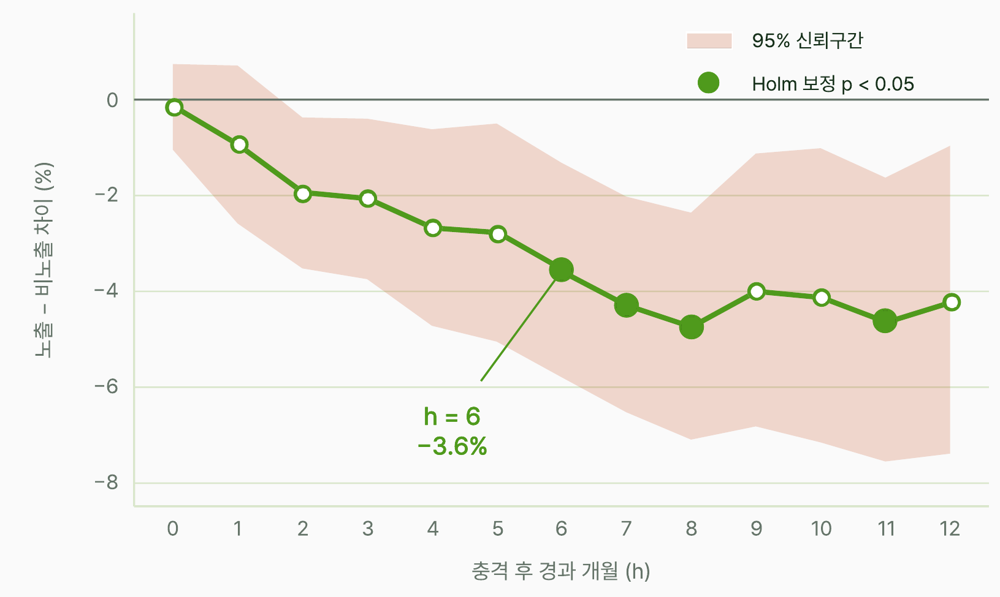 95% 신뢰구간
Holm 보정 p < 0.05
노출 − 비노출 차이 (%)
0
−2
−4
−6
−8
h = 6
−3.6%
0 1 2 3 4 5 6 7 8 9 10 11 12
충격 후 경과 개월 (h)